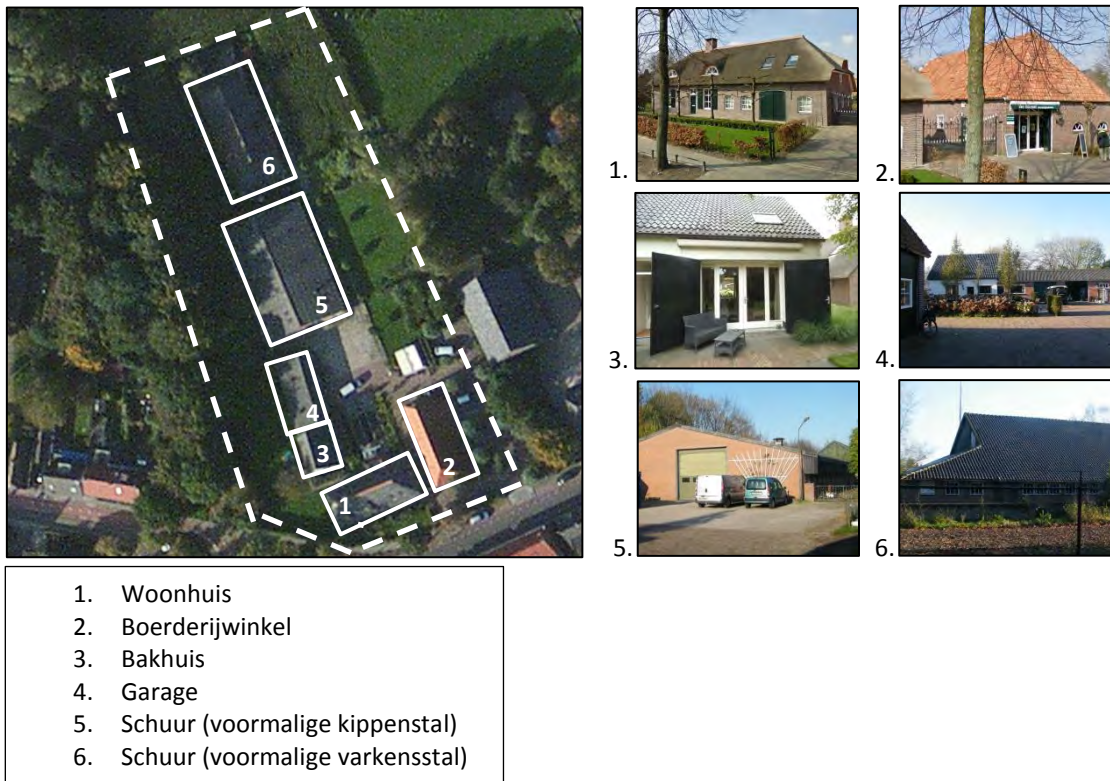 6
5
4
3
2
1
1.
2.
3.
4.
5.
6.
1. Woonhuis
2. Boerderijwinkel
3. Bakhuis
4. Garage
5. Schuur (voormalige kippenstal)
6. Schuur (voormalige varkensstal)